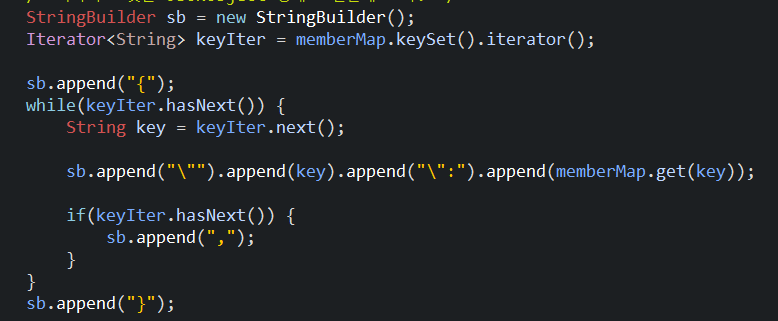 StringBuilder sb = new StringBuilder();
Iterator<String> keyIter = memberMap.keySet().iterator();
sb.append("{");
while(keyIter.hasNext()) {
String key = keyIter.next();
sb.append("\"").append(key).append("\":").append(memberMap.get(key));
if(keyIter.hasNext()) {
sb.append(",");
}
}
sb.append("}");